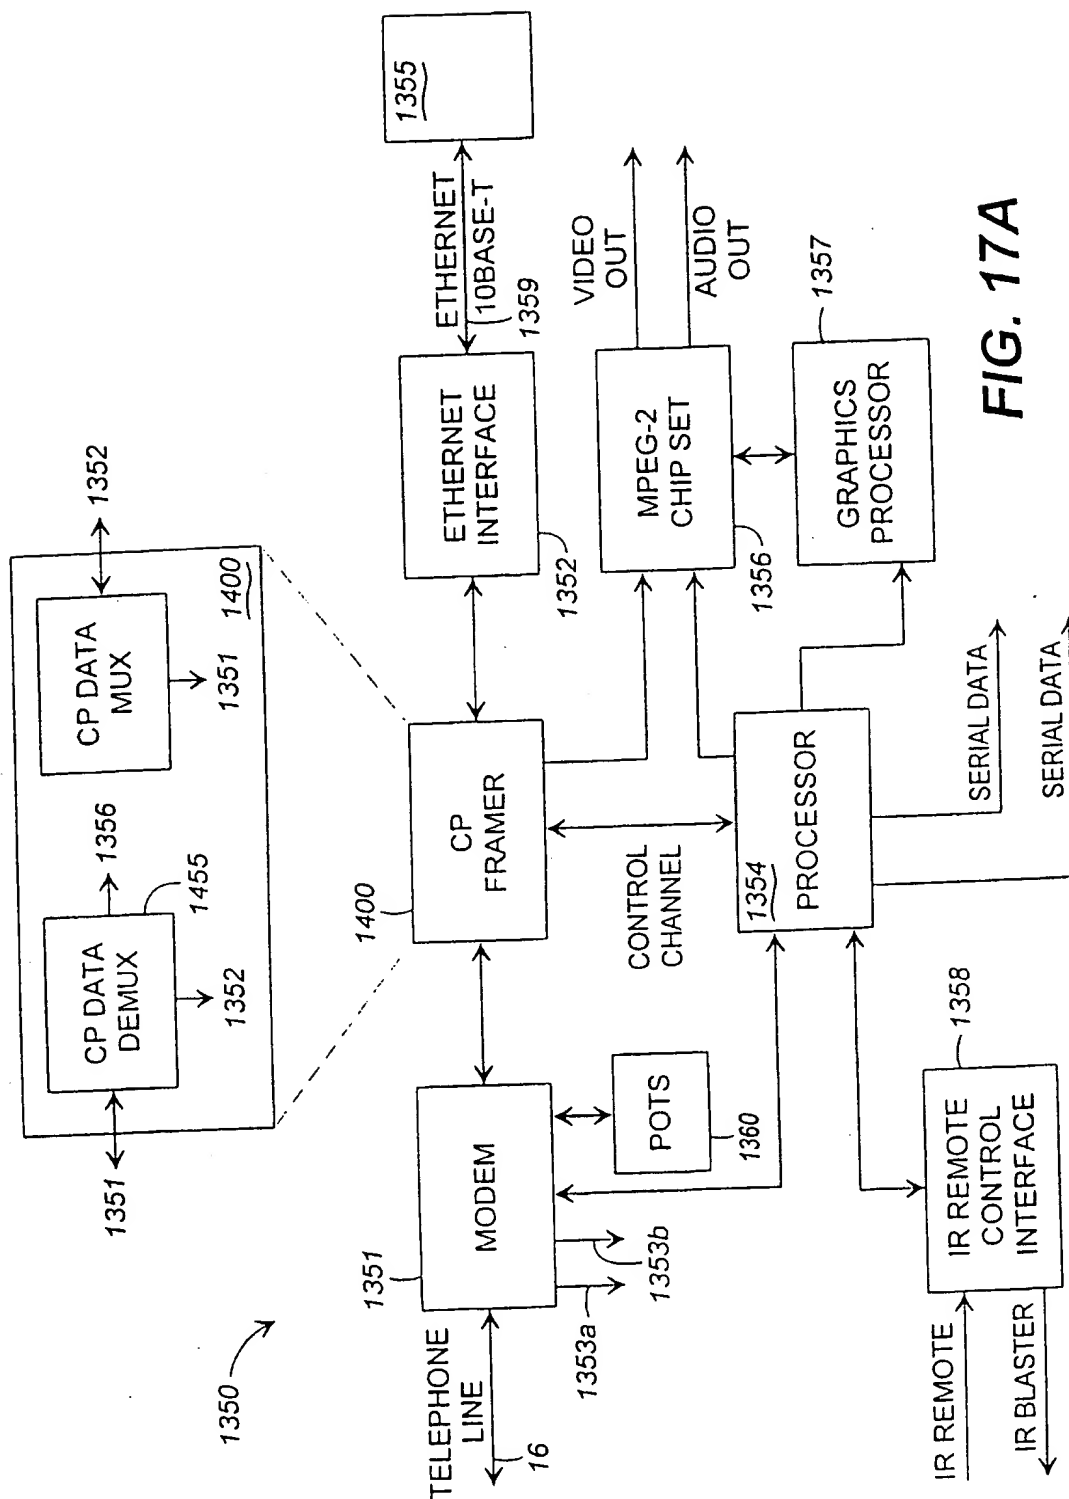 1350
1351
CP DATA
DEMUX
1352
1356
1455
CP DATA
MUX
1351
1352
1400
TELEPHONE
LINE
16
1351
MODEM
1353a
1353b
POTS
1360
1400
CP
FRAMER
CONTROL
CHANNEL
1354
PROCESSOR
ETHERNET
INTERFACE
1352
ETHERNET
10BASE-T
1359
1355
MPEG-2
CHIP SET
1356
VIDEO
OUT
AUDIO
OUT
GRAPHICS
PROCESSOR
1357
IR REMOTE
IR BLASTER
IR REMOTE
CONTROL
INTERFACE
1358
SERIAL DATA
SERIAL DATA
FIG. 17A